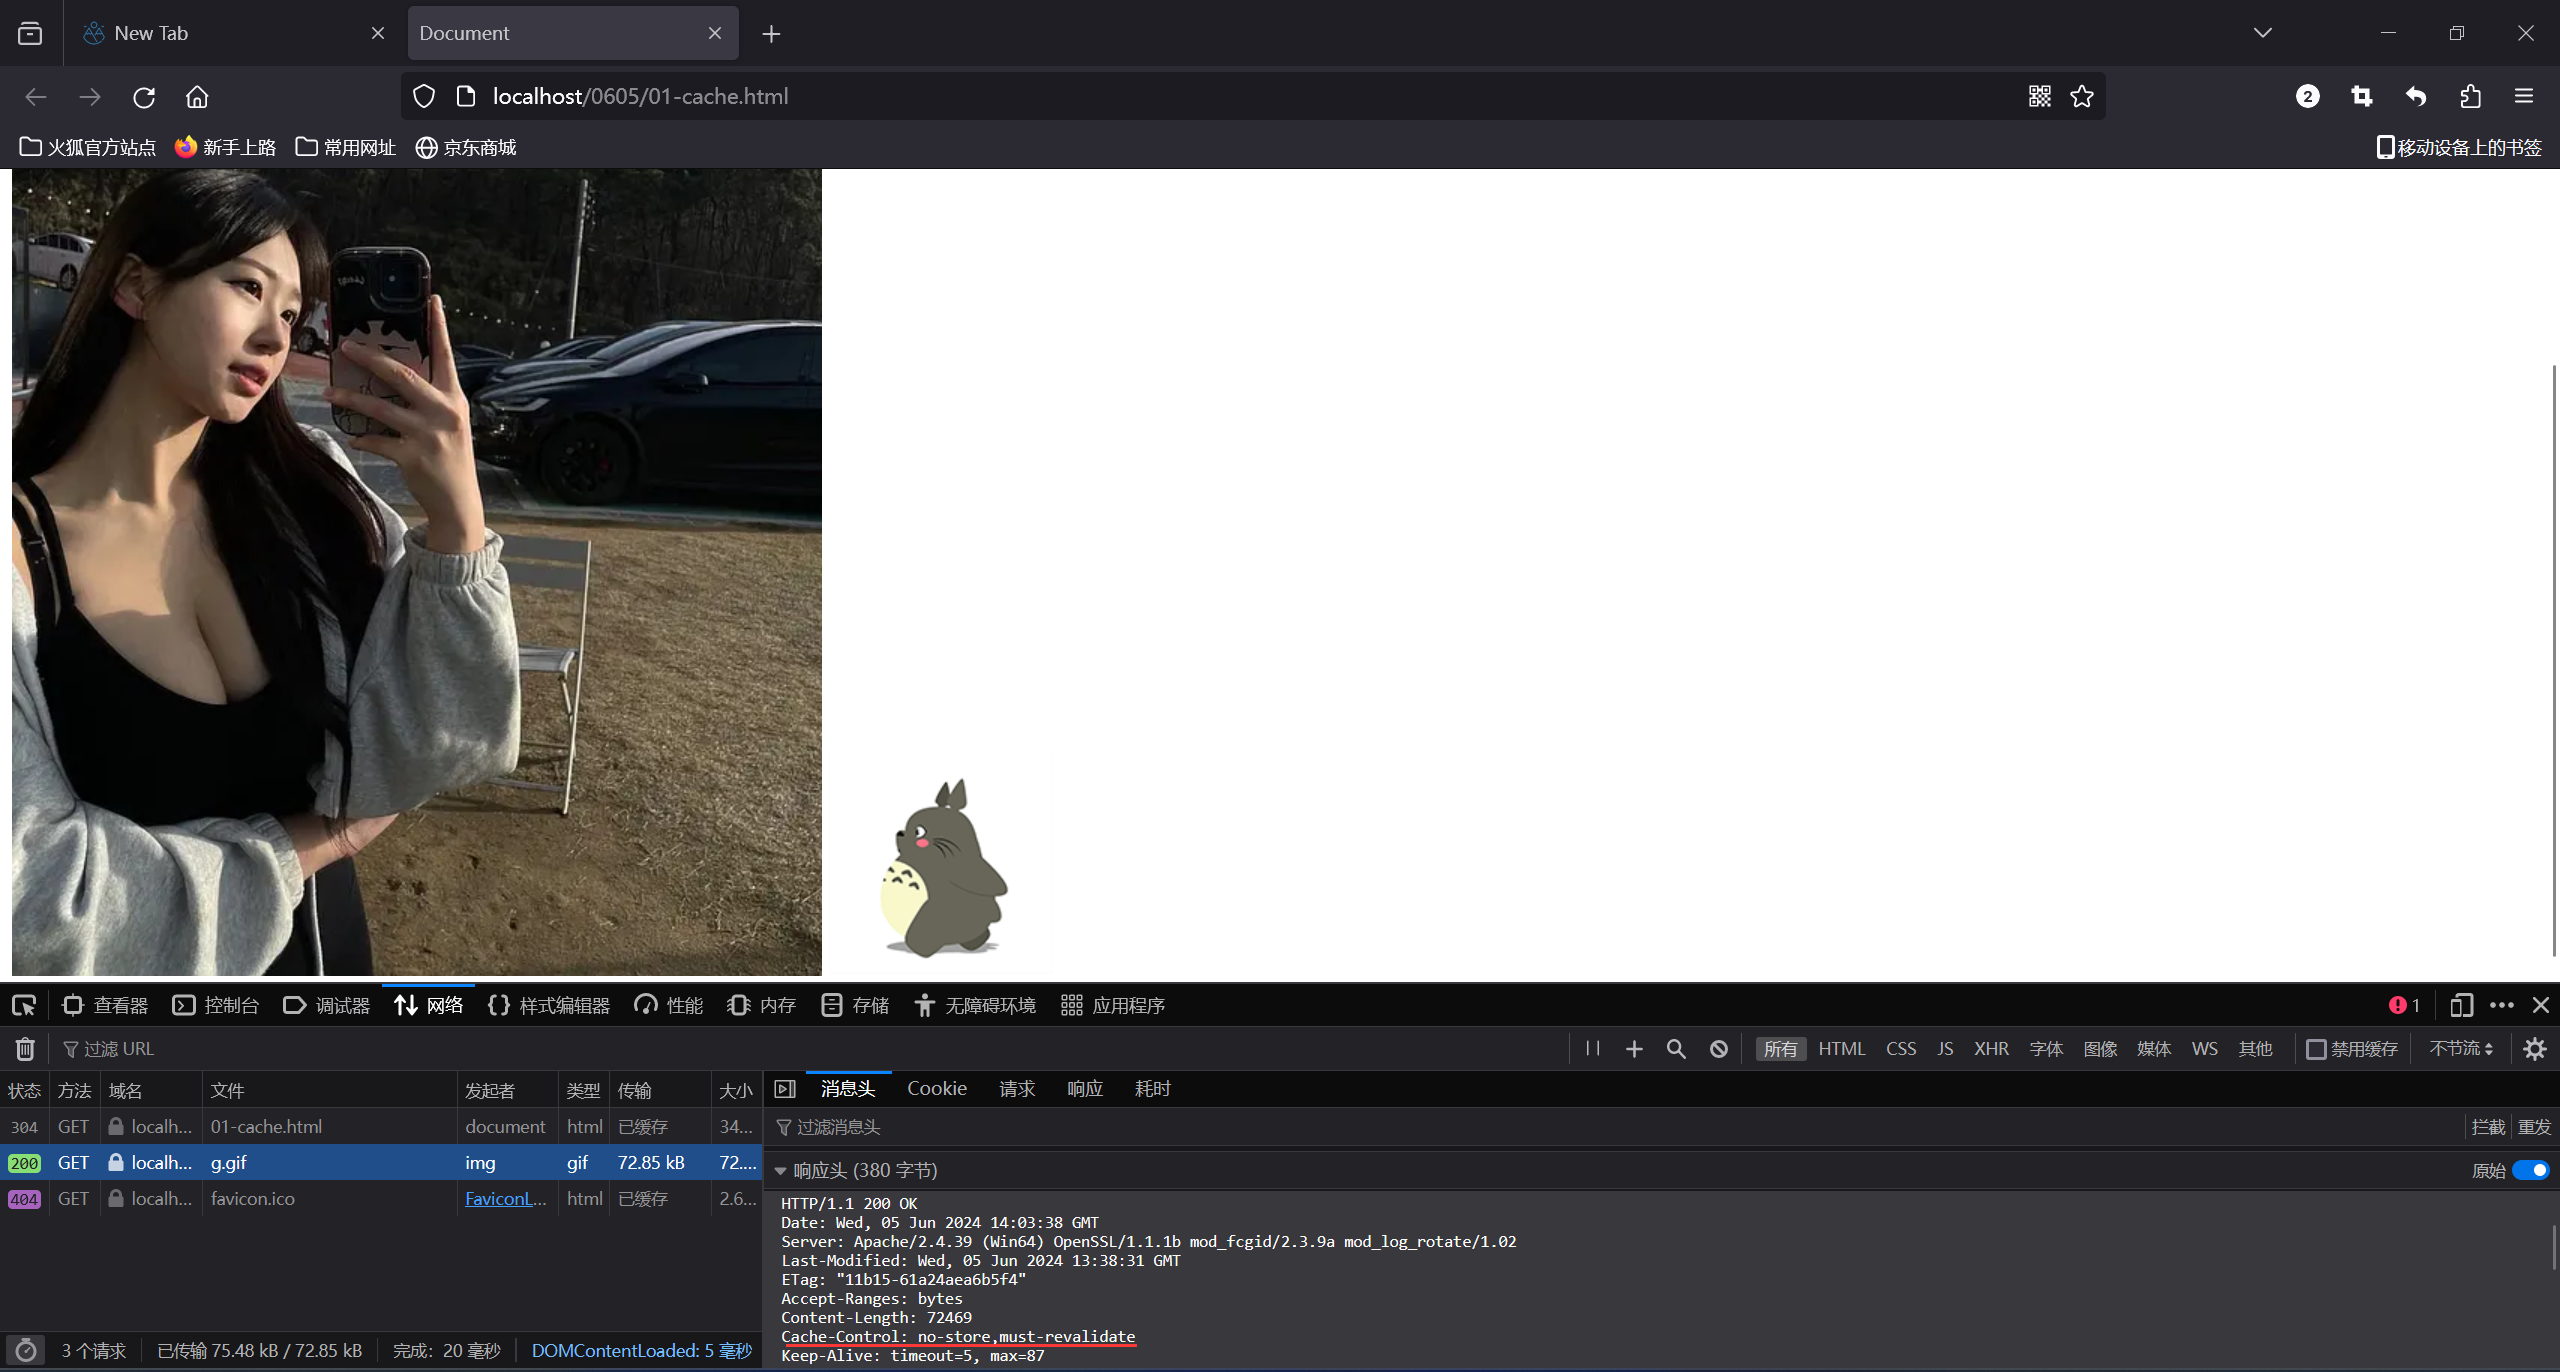 New Tab
Document
localhost/0605/01-cache.html
2
火狐官方站点 新手上路 常用网址 京东商城 移动设备上的书签
查看器 控制台 调试器 网络 样式编辑器 性能 内存 存储 无障碍环境 应用程序 1
过滤 URL 所有 HTML CSS JS XHR 字体 图像 媒体 WS 其他 禁用缓存 不节流
状态 方法 域名 文件 发起者 类型 传输 大小
304 GET localh... 01-cache.html document html 已缓存 34...
200 GET localh... g.gif img gif 72.85 kB 72....
404 GET localh... favicon.ico FaviconL... html 已缓存 2.6...
3 个请求 已传输 75.48 kB / 72.85 kB 完成：20 毫秒 DOMContentLoaded: 5 毫秒
消息头 Cookie 请求 响应 耗时
过滤消息头 拦截 重发
响应头 (380 字节) 原始
HTTP/1.1 200 OK
Date: Wed, 05 Jun 2024 14:03:38 GMT
Server: Apache/2.4.39 (Win64) OpenSSL/1.1.1b mod_fcgid/2.3.9a mod_log_rotate/1.02
Last-Modified: Wed, 05 Jun 2024 13:38:31 GMT
ETag: "11b15-61a24aea6b5f4"
Accept-Ranges: bytes
Content-Length: 72469
Cache-Control: no-store,must-revalidate
Keep-Alive: timeout=5, max=87